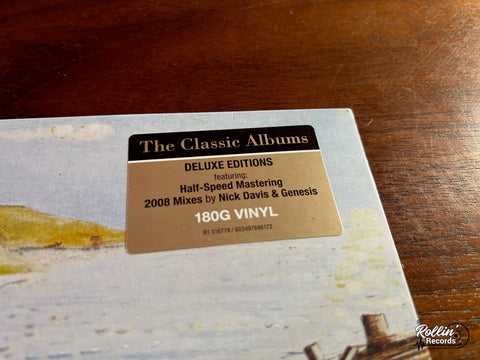 The Classic Albums
DELUXE EDITIONS
featuring:
Half-Speed Mastering
2008 Mixes by Nick Davis & Genesis
180G VINYL
R1 516776 / 603497896172
Rollin'
Records